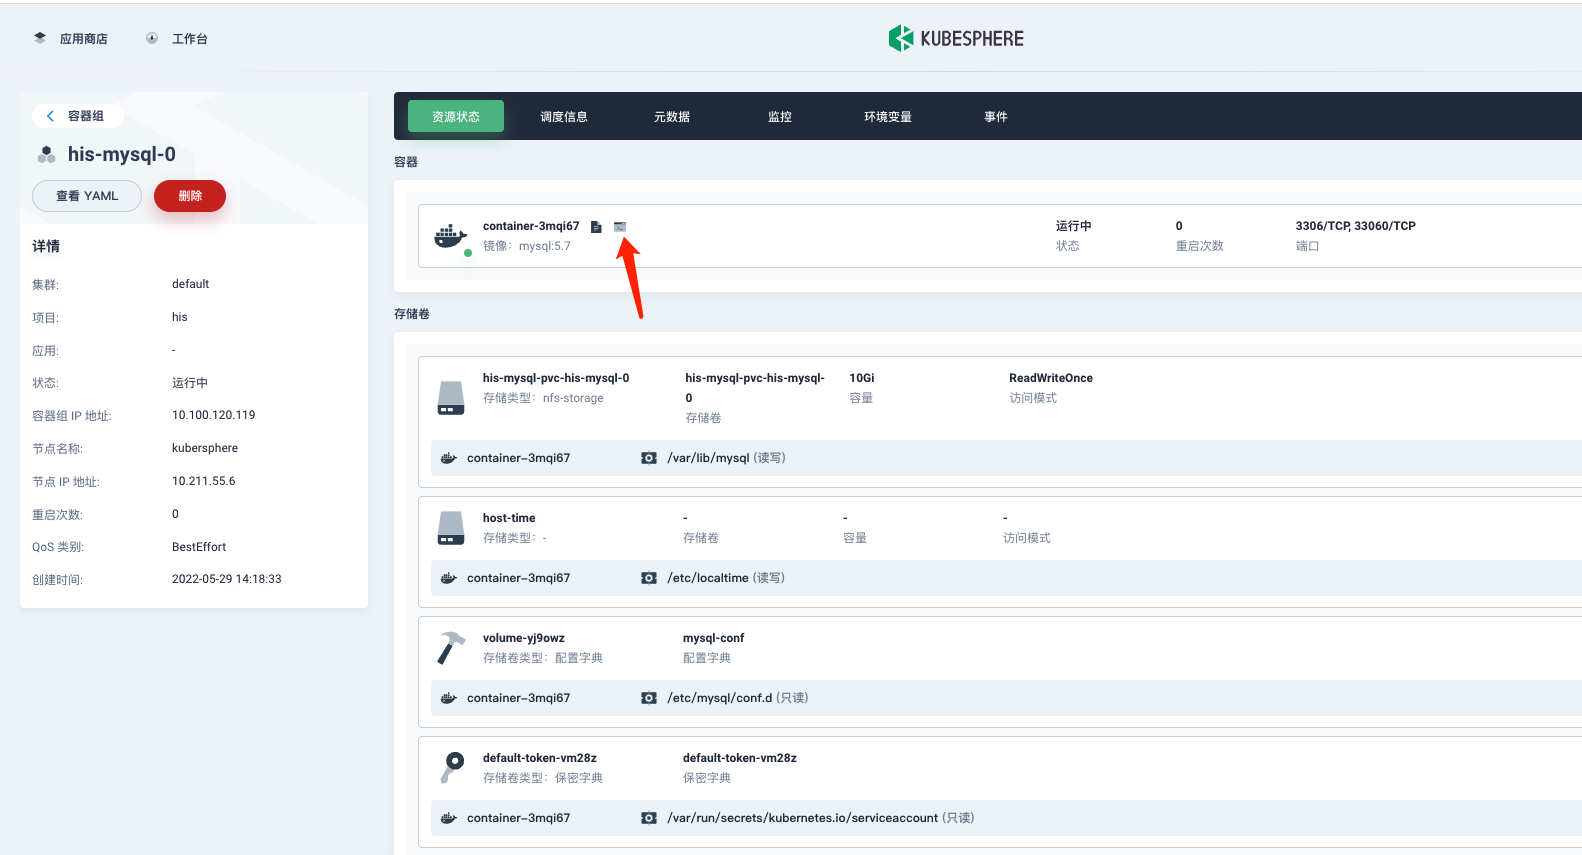 应用商店 工作台 KUBESPHERE
容器组
his-mysql-0
查看 YAML 删除
详情
集群: default
项目: his
应用: -
状态: 运行中
容器组 IP 地址: 10.100.120.119
节点名称: kubersphere
节点 IP 地址: 10.211.55.6
重启次数: 0
QoS 类别: BestEffort
创建时间: 2022-05-29 14:18:33
资源状态 调度信息 元数据 监控 环境变量 事件
容器
container-3mqi67 运行中 0 3306/TCP, 33060/TCP
镜像：mysql:5.7 状态 重启次数 端口
存储卷
his-mysql-pvc-his-mysql-0 his-mysql-pvc-his-mysql- 10Gi ReadWriteOnce
存储类型：nfs-storage 0 容量 访问模式
存储卷
container-3mqi67 /var/lib/mysql (读写)
host-time - - -
存储类型：- 存储卷 容量 访问模式
container-3mqi67 /etc/localtime (读写)
volume-yj9owz mysql-conf
存储卷类型：配置字典 配置字典
container-3mqi67 /etc/mysql/conf.d (只读)
default-token-vm28z default-token-vm28z
存储卷类型：保密字典 保密字典
container-3mqi67 /var/run/secrets/kubernetes.io/serviceaccount (只读)